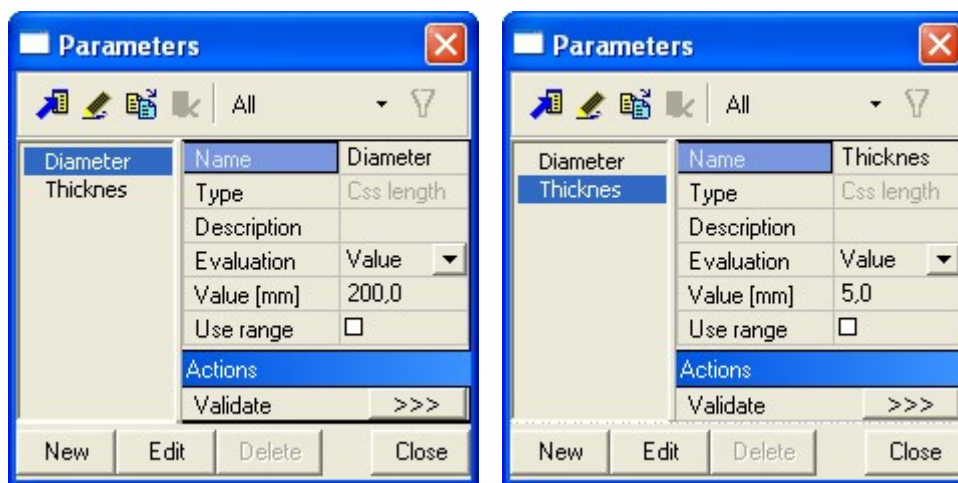 Parameters
All
Diameter
Thicknes
Name Diameter
Type Css length
Description
Evaluation Value
Value [mm] 200,0
Use range
Actions
Validate >>>
New Edit Delete Close
Parameters
All
Diameter
Thicknes
Name Thicknes
Type Css length
Description
Evaluation Value
Value [mm] 5,0
Use range
Actions
Validate >>>
New Edit Delete Close